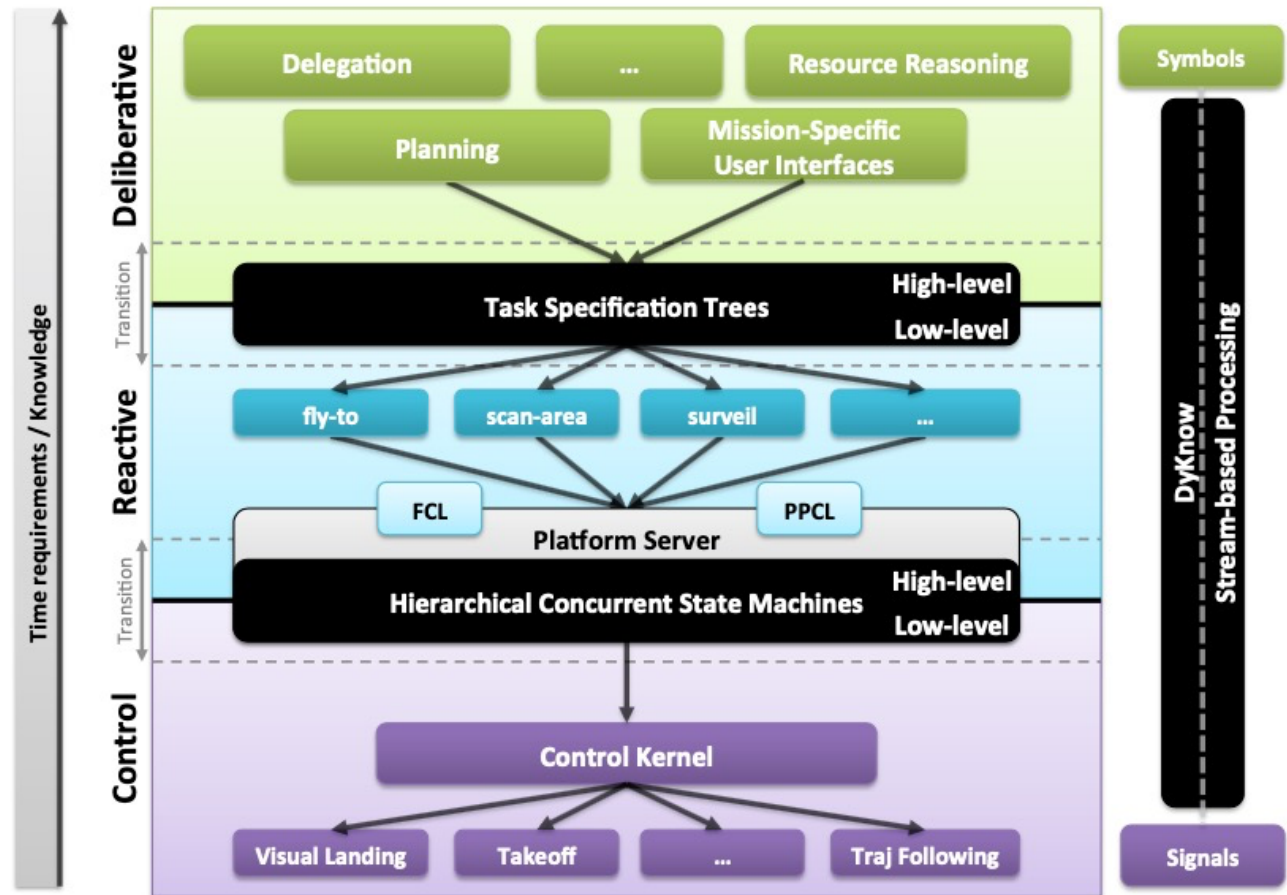 Time requirements / Knowledge
Deliberative
Delegation
...
Resource Reasoning
Planning
Mission-Specific
User Interfaces
Transition
Task Specification Trees
High-level
Low-level
Reactive
fly-to
scan-area
surveil
...
FCL
PPCL
Platform Server
Transition
Hierarchical Concurrent State Machines
High-level
Low-level
Control
Control Kernel
Visual Landing
Takeoff
...
Traj Following
Symbols
DyKnow
Stream-based Processing
Signals